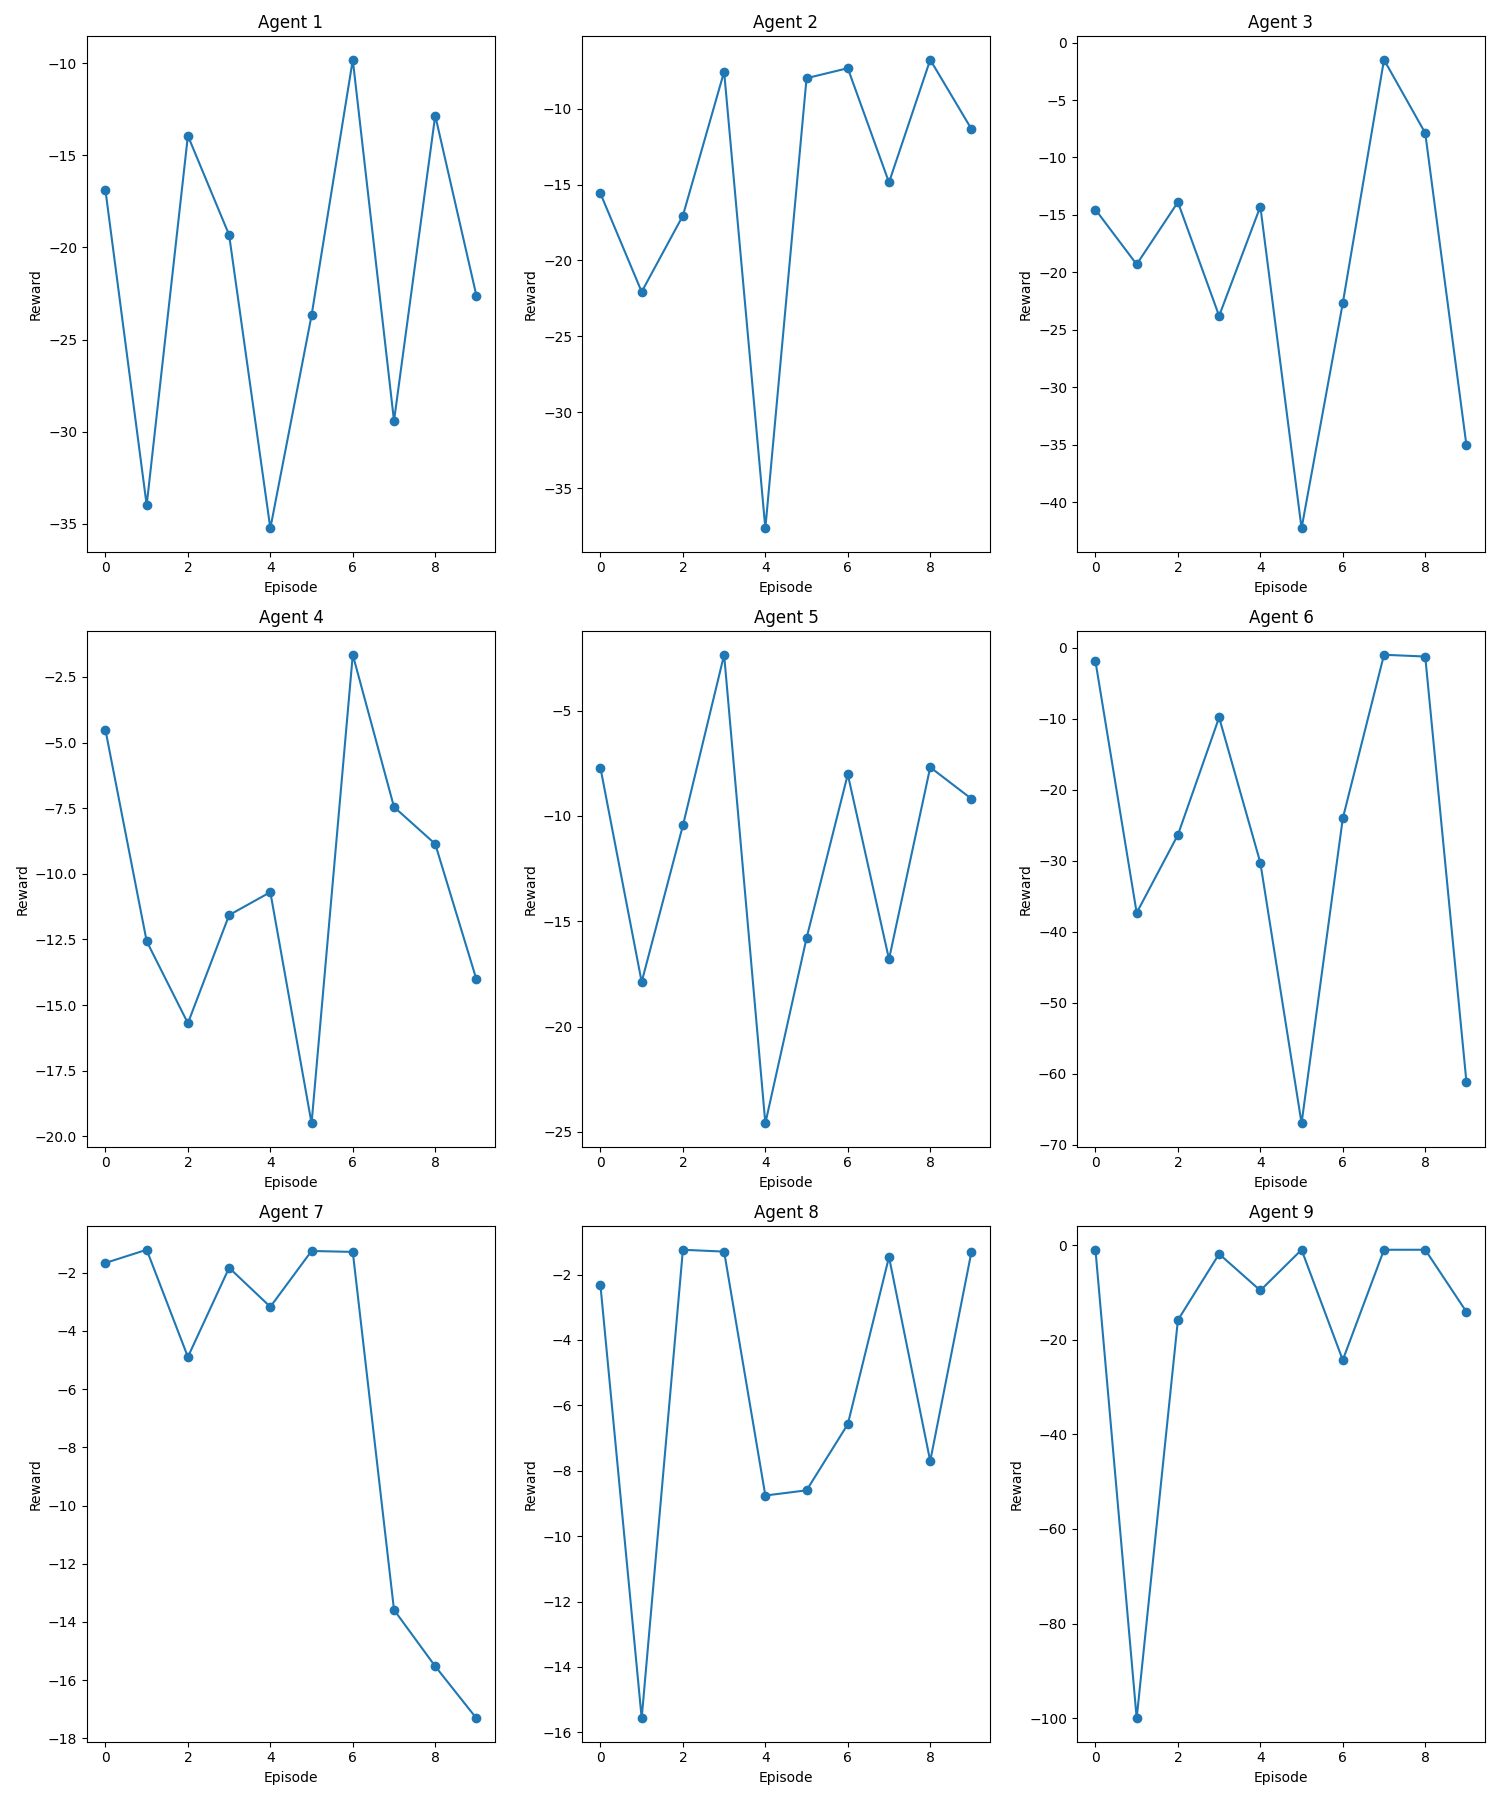 Agent 1
−10
−15
−20
−25
−30
−35
Reward
0 2 4 6 8
Episode
Agent 2
−10
−15
−20
−25
−30
−35
Reward
0 2 4 6 8
Episode
Agent 3
0
−5
−10
−15
−20
−25
−30
−35
−40
Reward
0 2 4 6 8
Episode
Agent 4
−2.5
−5.0
−7.5
−10.0
−12.5
−15.0
−17.5
−20.0
Reward
0 2 4 6 8
Episode
Agent 5
−5
−10
−15
−20
−25
Reward
0 2 4 6 8
Episode
Agent 6
0
−10
−20
−30
−40
−50
−60
−70
Reward
0 2 4 6 8
Episode
Agent 7
−2
−4
−6
−8
−10
−12
−14
−16
−18
Reward
0 2 4 6 8
Episode
Agent 8
−2
−4
−6
−8
−10
−12
−14
−16
Reward
0 2 4 6 8
Episode
Agent 9
0
−20
−40
−60
−80
−100
Reward
0 2 4 6 8
Episode